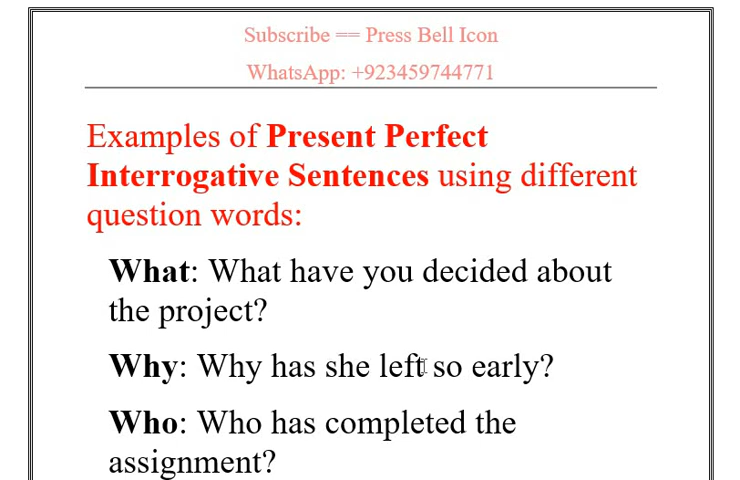 Subscribe == Press Bell Icon
WhatsApp: +923459744771
Examples of Present Perfect
Interrogative Sentences using different
question words:
What: What have you decided about
the project?
Why: Why has she left so early?
Who: Who has completed the
assignment?